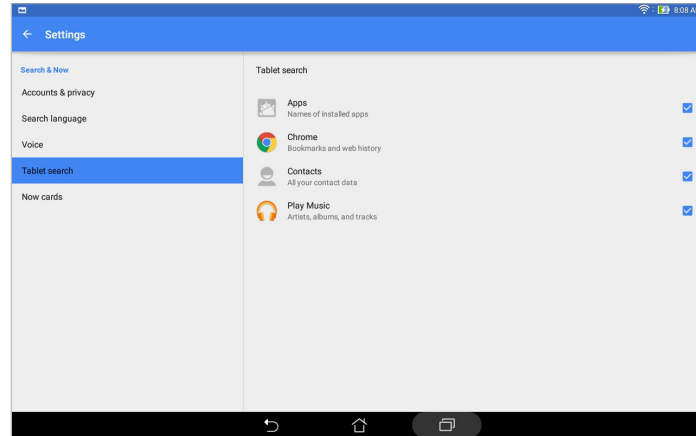 8:08 A
Settings
Search & Now
Accounts & privacy
Search language
Voice
Tablet search
Now cards
Tablet search
Apps
Names of installed apps
Chrome
Bookmarks and web history
Contacts
All your contact data
Play Music
Artists, albums, and tracks